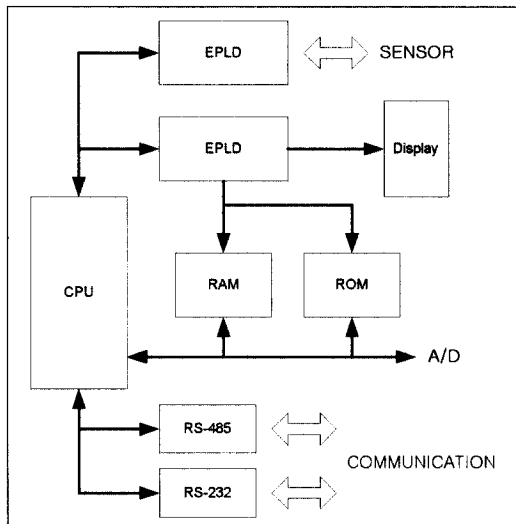 EPLD
SENSOR
EPLD
Display
CPU
RAM
ROM
A/D
RS-485
COMMUNICATION
RS-232